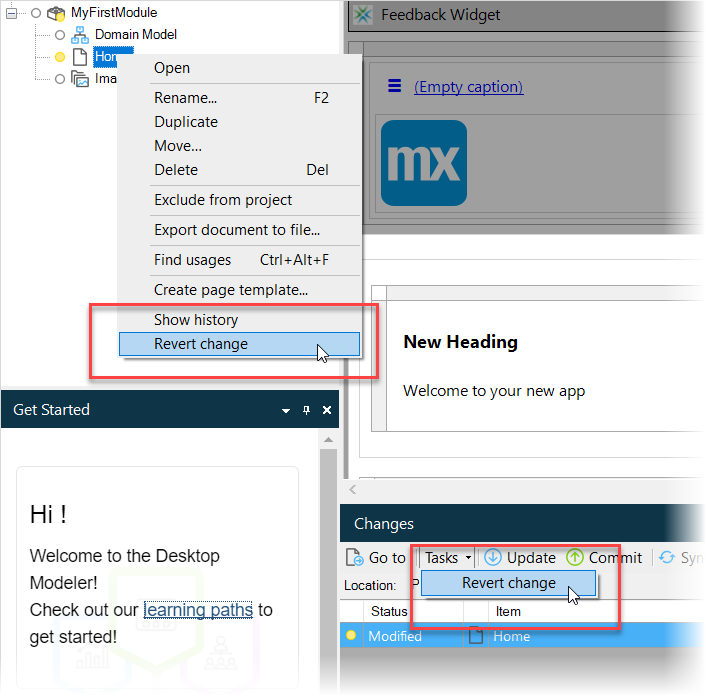 MyFirstModule
Domain Model
Hom
Ima
Open
Rename... F2
Duplicate
Move...
Delete Del
Exclude from project
Export document to file...
Find usages Ctrl+Alt+F
Create page template...
Show history
Revert change
Feedback Widget
(Empty caption)
mx
New Heading
Welcome to your new app
Get Started
Hi !
Welcome to the Desktop
Modeler!
Check out our learning paths to
get started!
Changes
Go to Tasks Update Commit Syn
Revert change
Location: P
Status Item
Modified Home